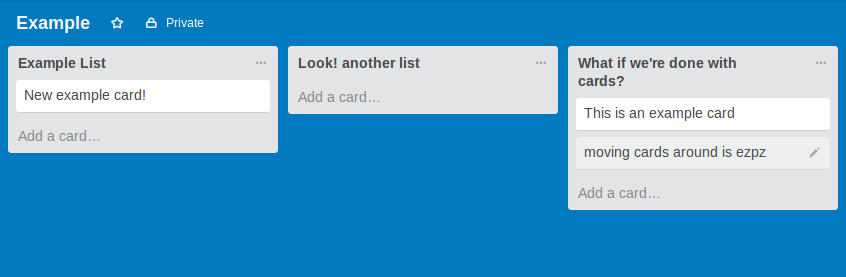 Example
Private
Example List
New example card!
Add a card…
Look! another list
Add a card…
What if we're done with
cards?
This is an example card
moving cards around is ezpz
Add a card…